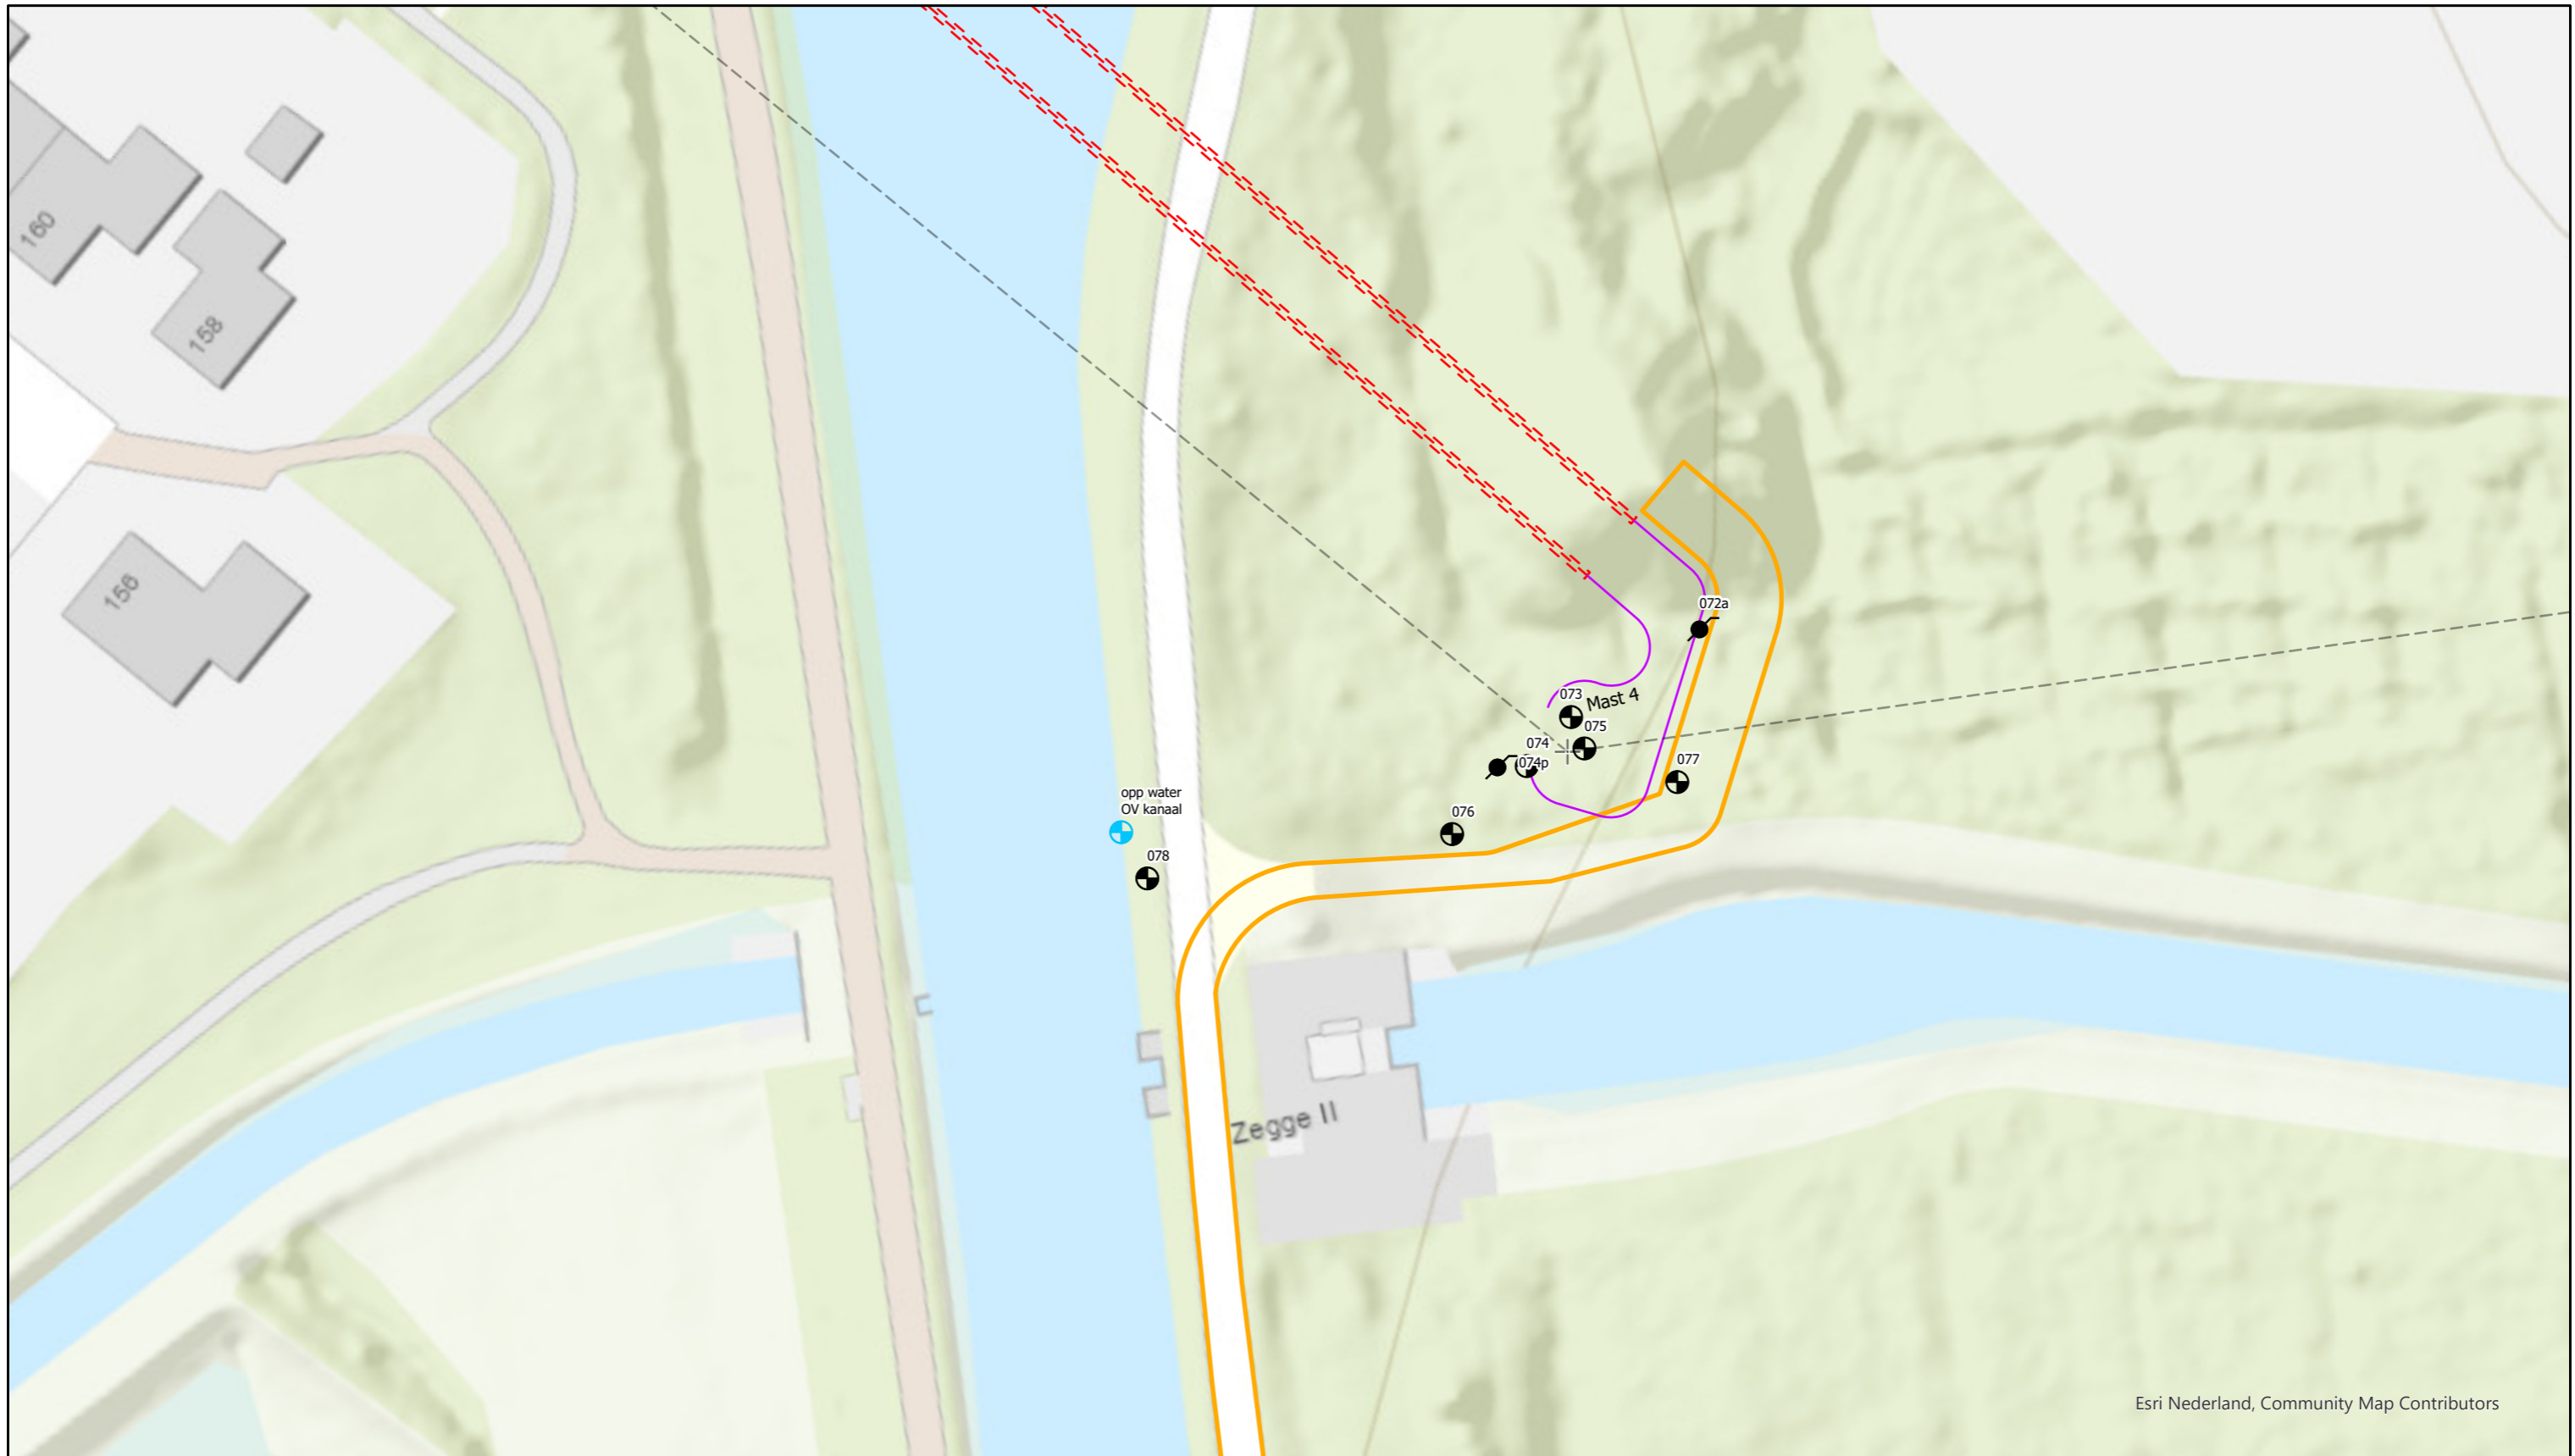 160
158
156
072a
073
Mast 4
075
074
074p
077
076
opp water
OV kanaal
078
Zegge II
Esri Nederland, Community Map Contributors